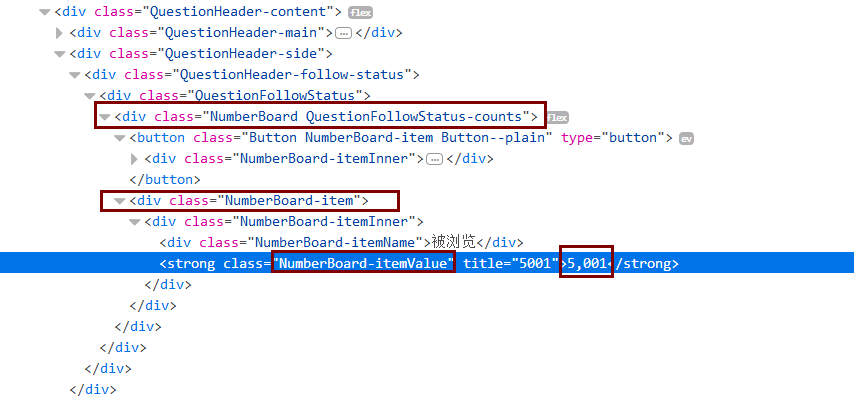 <div class="QuestionHeader-content"> flex
<div class="QuestionHeader-main"> ··· </div>
<div class="QuestionHeader-side">
<div class="QuestionHeader-follow-status">
<div class="QuestionFollowStatus">
<div class="NumberBoard QuestionFollowStatus-counts"> flex
<button class="Button NumberBoard-item Button--plain" type="button"> ev
<div class="NumberBoard-itemInner"> ··· </div>
</button>
<div class="NumberBoard-item">
<div class="NumberBoard-itemInner">
<div class="NumberBoard-itemName">被浏览</div>
<strong class="NumberBoard-itemValue" title="5001">5,001</strong>
</div>
</div>
</div>
</div>
</div>
</div>